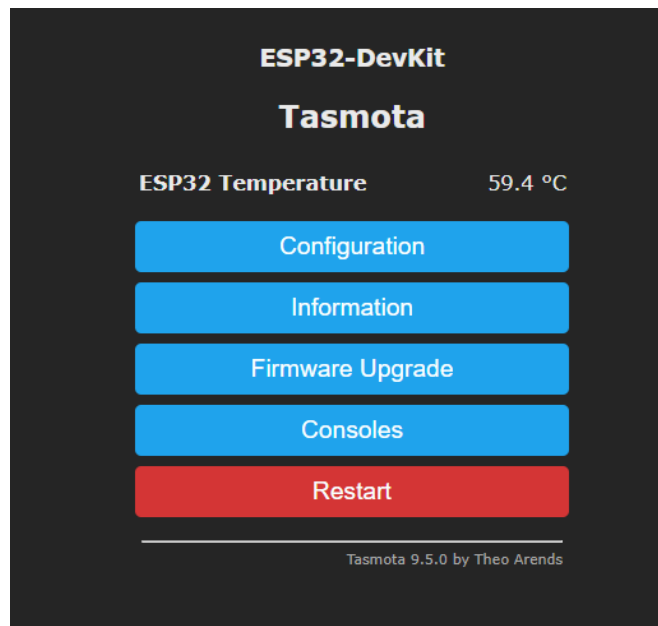 ESP32-DevKit
Tasmota
ESP32 Temperature 59.4 °C
Configuration
Information
Firmware Upgrade
Consoles
Restart
Tasmota 9.5.0 by Theo Arends